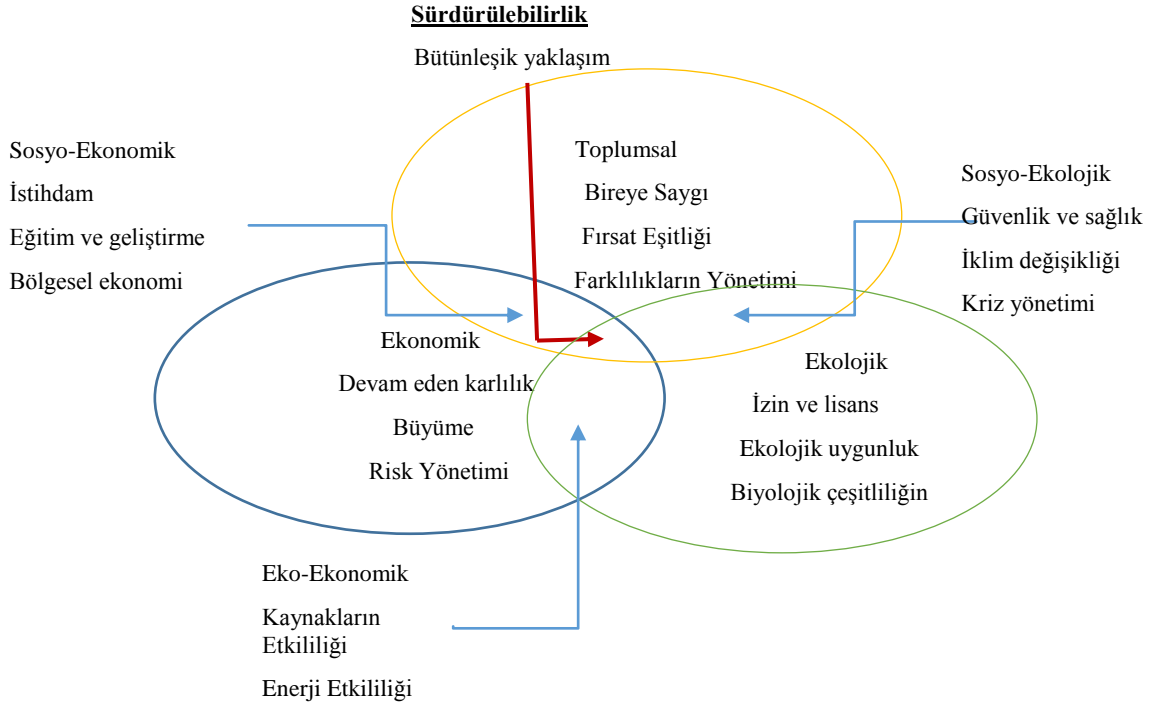 Sürdürülebilirlik
Bütünleşik yaklaşım
Sosyo-Ekonomik
İstihdam
Eğitim ve geliştirme
Bölgesel ekonomi
Toplumsal
Bireye Saygı
Fırsat Eşitliği
Farklılıkların Yönetimi
Sosyo-Ekolojik
Güvenlik ve sağlık
İklim değişikliği
Kriz yönetimi
Ekonomik
Devam eden karlılık
Büyüme
Risk Yönetimi
Ekolojik
İzin ve lisans
Ekolojik uygunluk
Biyolojik çeşitliliğin
Eko-Ekonomik
Kaynakların
Etkililiği
Enerji Etkililiği